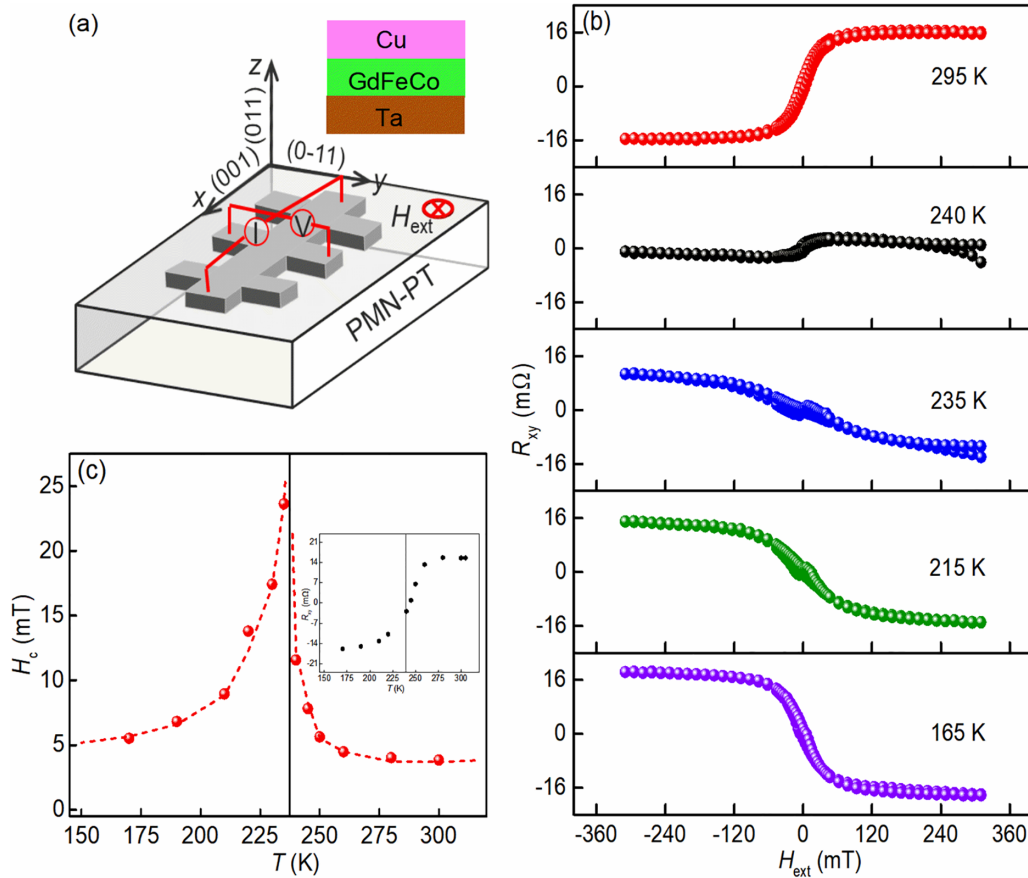 (a)
Cu
GdFeCo
Ta
z
(011)
(001)
(0-11)
x
y
I
V
H_ext
PMN-PT
(b)
16
0
-16
295 K
16
0
-16
240 K
16
0
-16
235 K
16
0
-16
215 K
16
0
-16
165 K
R_xy (mΩ)
-360 -240 -120 0 120 240 360
H_ext (mT)
(c)
25
20
15
10
5
0
H_c (mT)
150 175 200 225 250 275 300
T (K)
21
14
7
0
-7
-14
-21
R_xy (mΩ)
150 175 200 225 250 275 300
T (K)